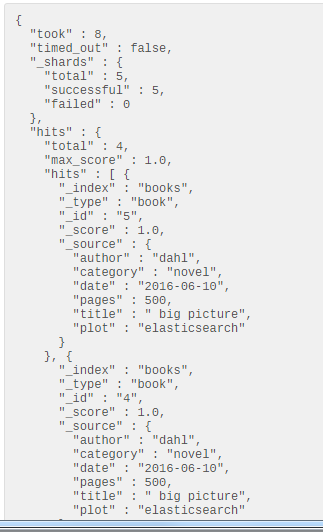 {
  "took" : 8,
  "timed_out" : false,
  "_shards" : {
    "total" : 5,
    "successful" : 5,
    "failed" : 0
  },
  "hits" : {
    "total" : 4,
    "max_score" : 1.0,
    "hits" : [ {
      "_index" : "books",
      "_type" : "book",
      "_id" : "5",
      "_score" : 1.0,
      "_source" : {
        "author" : "dahl",
        "category" : "novel",
        "date" : "2016-06-10",
        "pages" : 500,
        "title" : " big picture",
        "plot" : "elasticsearch"
      }
    }, {
      "_index" : "books",
      "_type" : "book",
      "_id" : "4",
      "_score" : 1.0,
      "_source" : {
        "author" : "dahl",
        "category" : "novel",
        "date" : "2016-06-10",
        "pages" : 500,
        "title" : " big picture",
        "plot" : "elasticsearch"